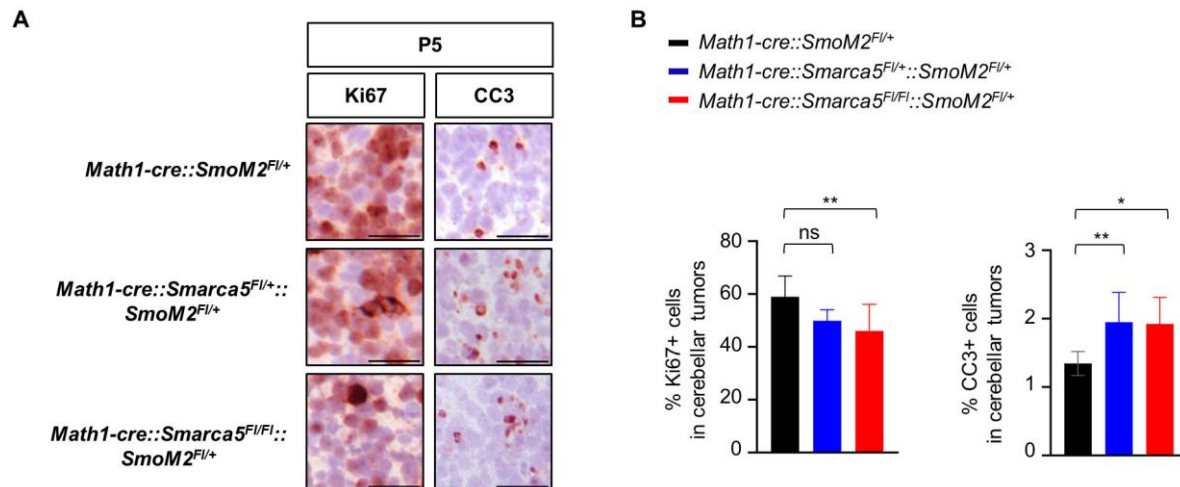 A
P5
Ki67 CC3
Math1-cre::SmoM2Fl/+
Math1-cre::Smarca5Fl/+::
SmoM2Fl/+
Math1-cre::Smarca5Fl/Fl::
SmoM2Fl/+
B
Math1-cre::SmoM2Fl/+
Math1-cre::Smarca5Fl/+::SmoM2Fl/+
Math1-cre::Smarca5Fl/Fl::SmoM2Fl/+
% Ki67+ cells
in cerebellar tumors
80
60
40
20
0
**
ns
% CC3+ cells
in cerebellar tumors
3
2
1
0
*
**